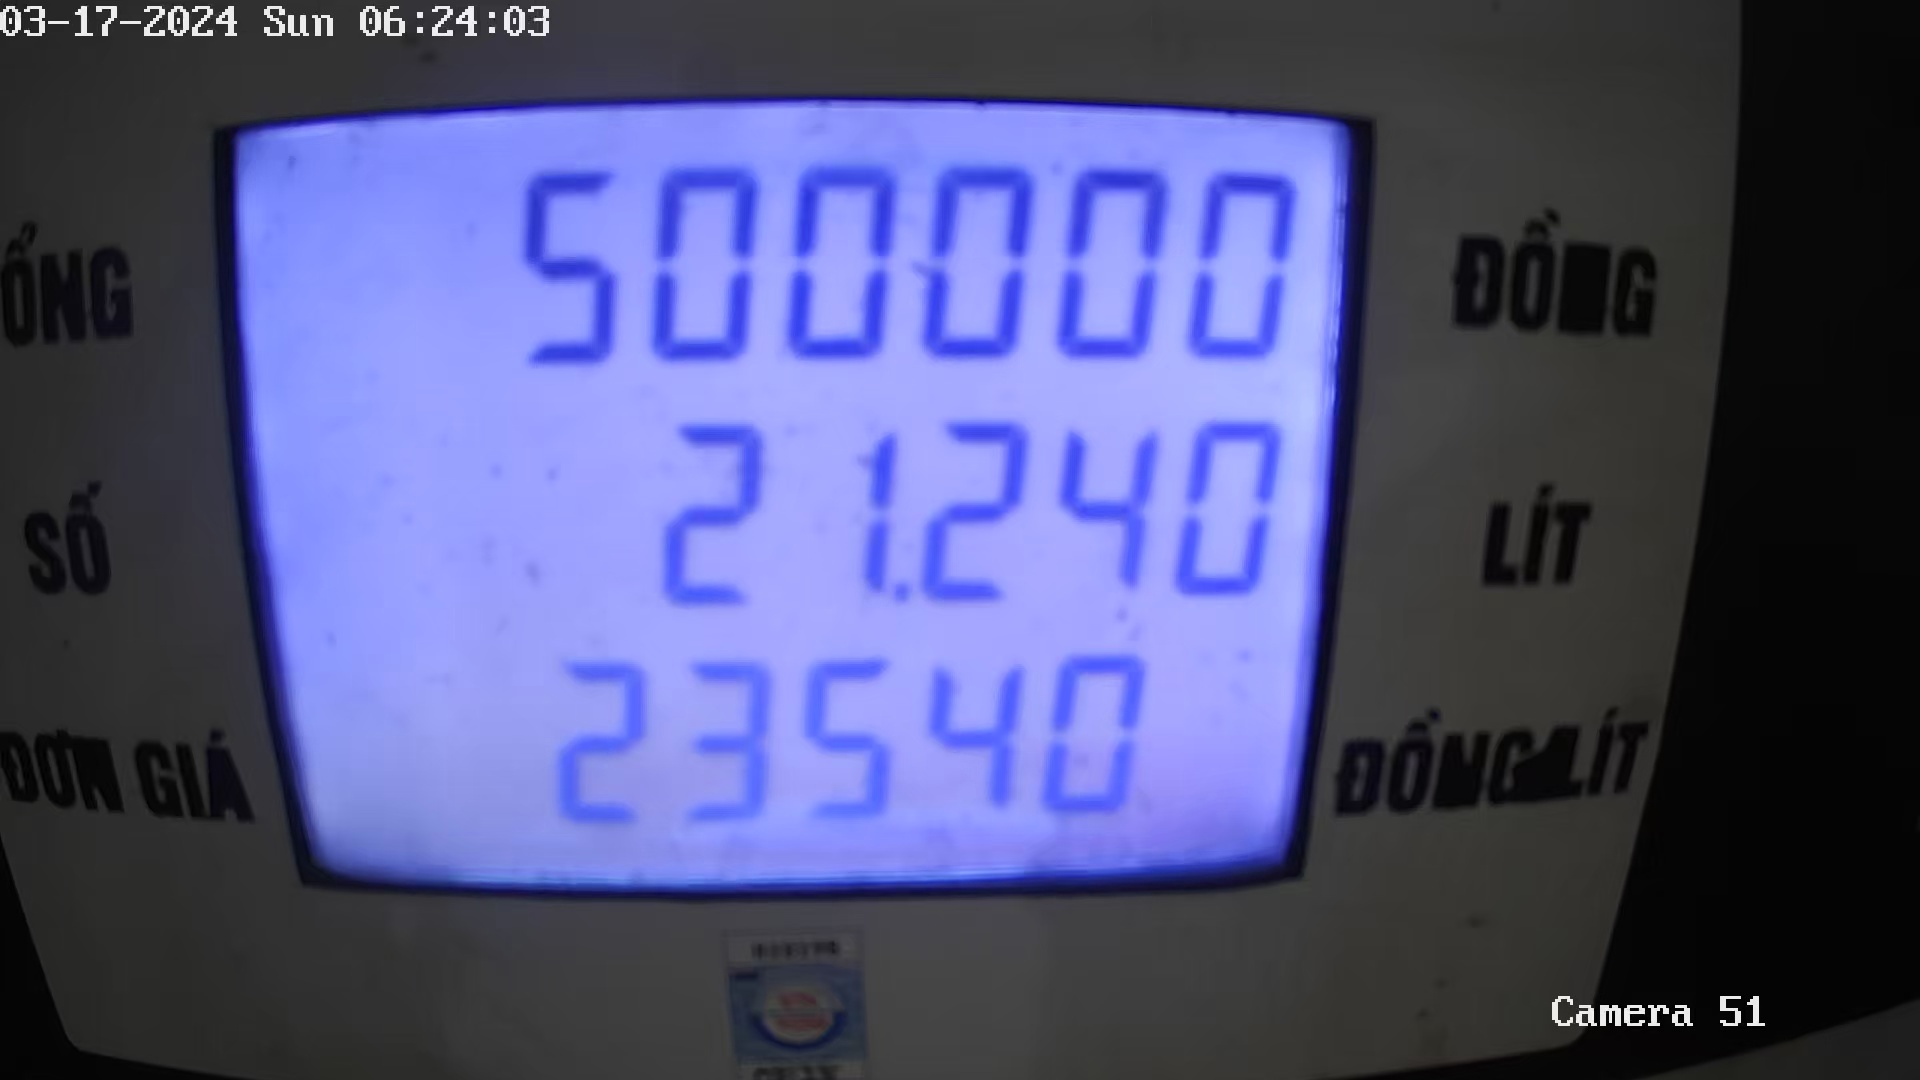 03-17-2024 Sun 06:24:03
500000
ĐỒNG
21.240
SỐ
LÍT
23540
ĐƠN GIÁ
ĐỒNG/LÍT
Camera 51